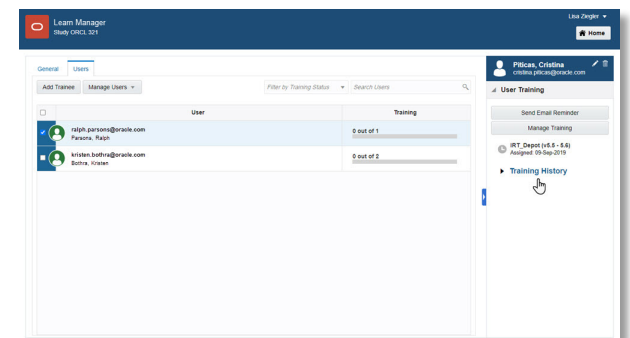 Lisa Ziegler
Learn Manager
Study ORCL 321
Home
General Users
Add Trainee Manage Users Filter by Training Status Search Users
User Training
ralph.parsons@oracle.com 0 out of 1
Parsons, Ralph
kristen.bothra@oracle.com 0 out of 2
Bothra, Kristen
Piticas, Cristina
cristina.piticas@oracle.com
User Training
Send Email Reminder
Manage Training
IRT_Depot (v5.5 - 5.6)
Assigned: 09-Sep-2019
Training History